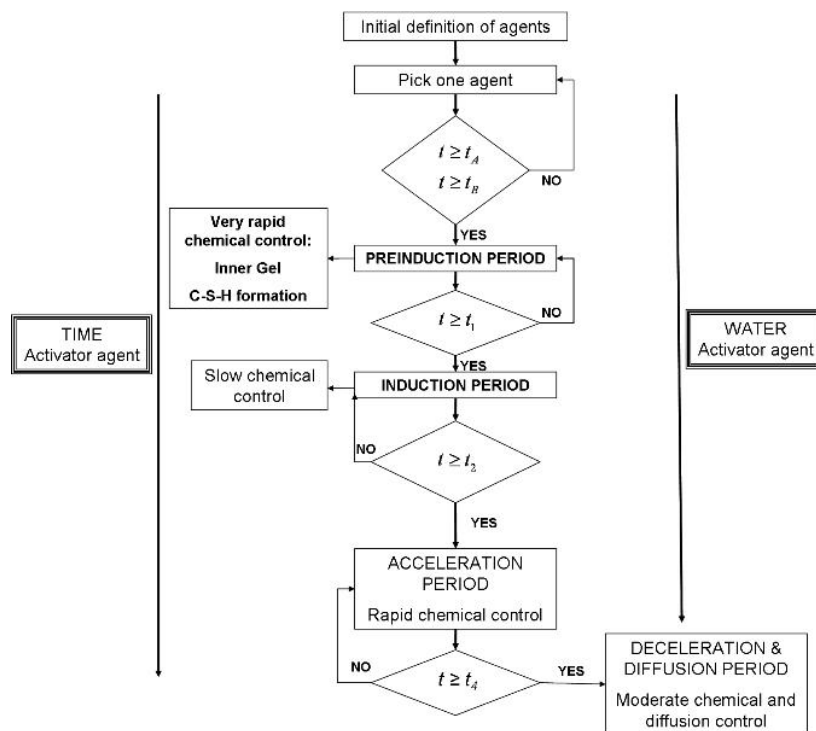 Initial definition of agents
Pick one agent
t ≥ t_A
t ≥ t_B
NO
YES
Very rapid
chemical control:
Inner Gel
C-S-H formation
PREINDUCTION PERIOD
t ≥ t_1
NO
YES
TIME
Activator agent
WATER
Activator agent
Slow chemical
control
INDUCTION PERIOD
NO
t ≥ t_2
YES
ACCELERATION
PERIOD
Rapid chemical control
NO
t ≥ t_4
YES
DECELERATION &
DIFFUSION PERIOD
Moderate chemical and
diffusion control